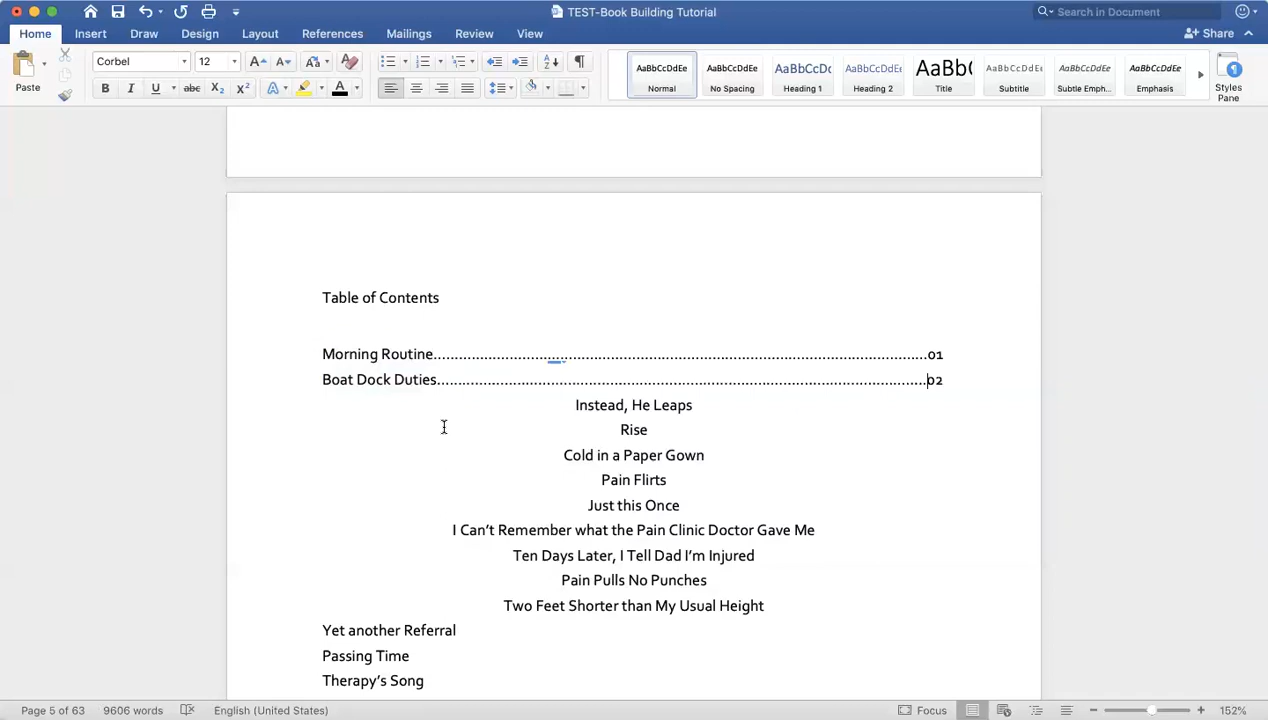 TEST-Book Building Tutorial
Search in Document
Home Insert Draw Design Layout References Mailings Review View Share
Paste
Corbel 12
AaBbCcDdEe AaBbCcDdEe AaBbCcDc AaBbCcDdEe AaBb( AaBbCcDdEe AaBbCcDdEe AaBbCcDdEe
Normal No Spacing Heading 1 Heading 2 Title Subtitle Subtle Emph... Emphasis
Styles
Pane
Table of Contents
Morning Routine..............................................................................................................01
Boat Dock Duties.............................................................................................................02
Instead, He Leaps
Rise
Cold in a Paper Gown
Pain Flirts
Just this Once
I Can’t Remember what the Pain Clinic Doctor Gave Me
Ten Days Later, I Tell Dad I’m Injured
Pain Pulls No Punches
Two Feet Shorter than My Usual Height
Yet another Referral
Passing Time
Therapy’s Song
Page 5 of 63 9606 words English (United States) Focus 152%